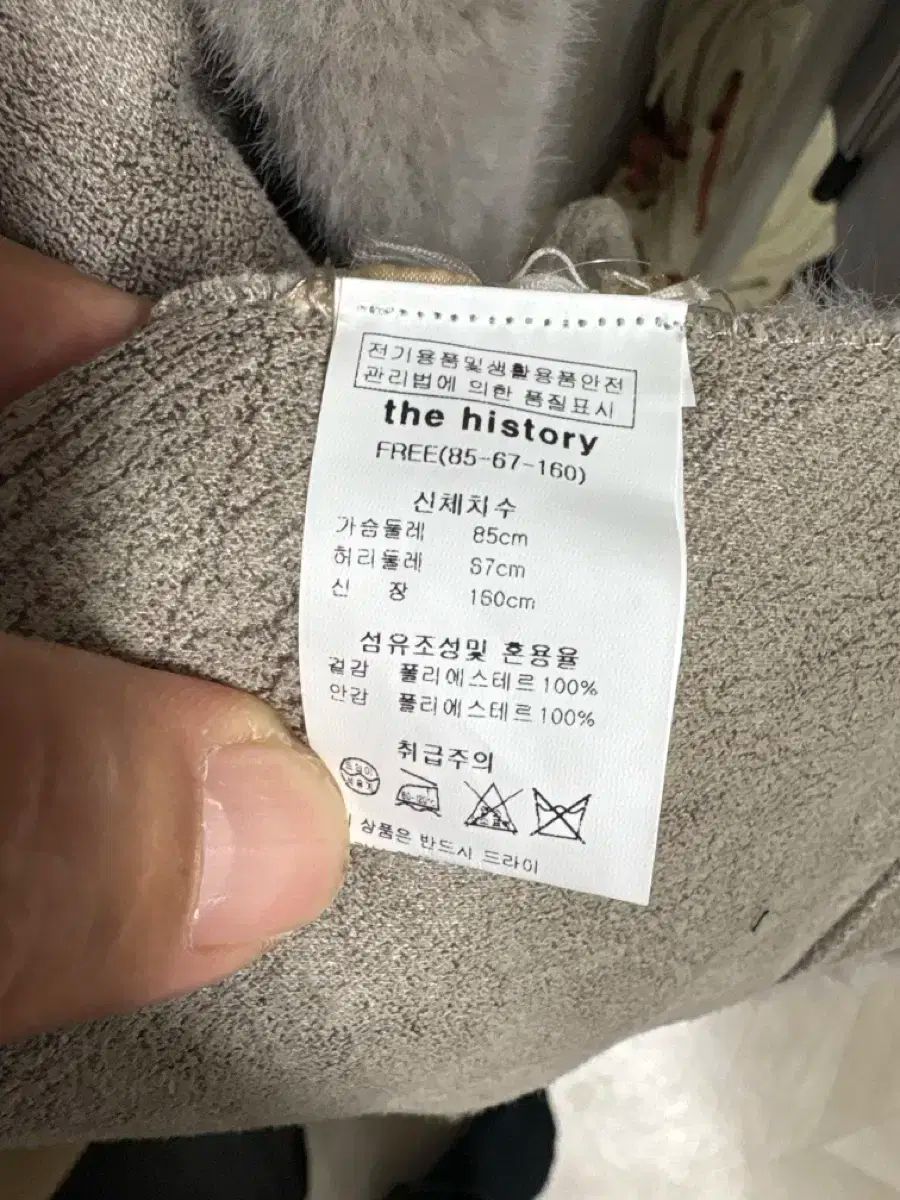 전기용품및생활용품안전
관리법에 의한 품질표시
the history
FREE(85-67-160)
신체치수
가슴둘레 85cm
허리둘레 67cm
신 장 160cm
섬유조성및 혼용율
겉감 폴리에스테르100%
안감 폴리에스테르100%
취급주의
드라이
상품은 반드시 드라이